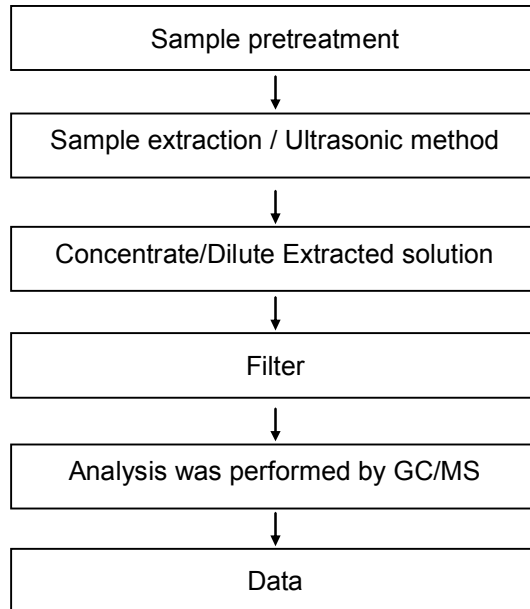 Sample pretreatment
Sample extraction / Ultrasonic method
Concentrate/Dilute Extracted solution
Filter
Analysis was performed by GC/MS
Data